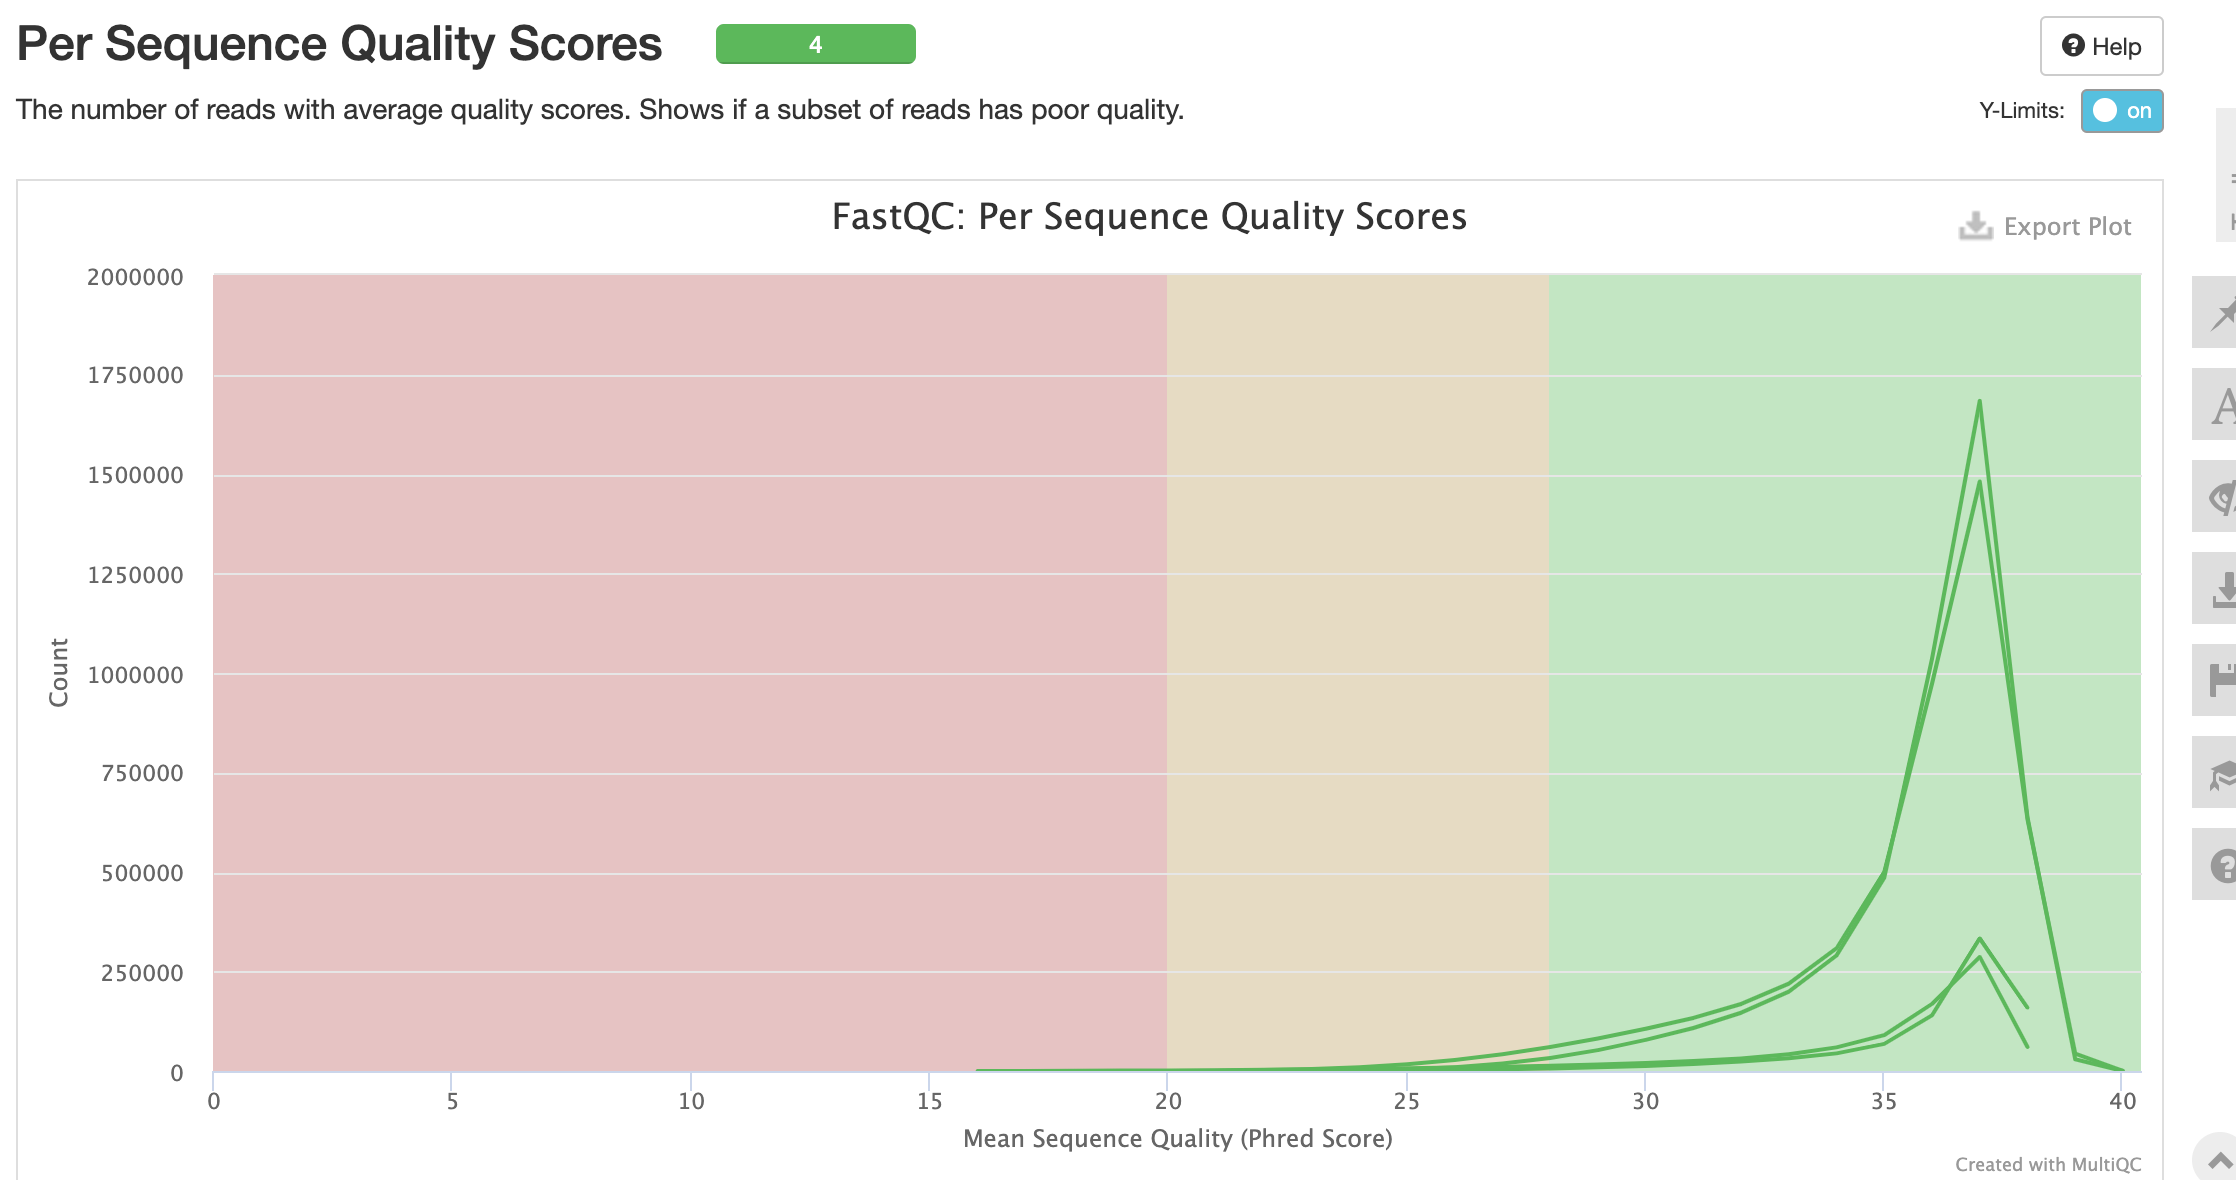 Per Sequence Quality Scores
4
Help
The number of reads with average quality scores. Shows if a subset of reads has poor quality.
Y-Limits:
on
FastQC: Per Sequence Quality Scores
Export Plot
2000000
1750000
1500000
1250000
1000000
750000
500000
250000
0
Count
0 5 10 15 20 25 30 35 40
Mean Sequence Quality (Phred Score)
Created with MultiQC
A